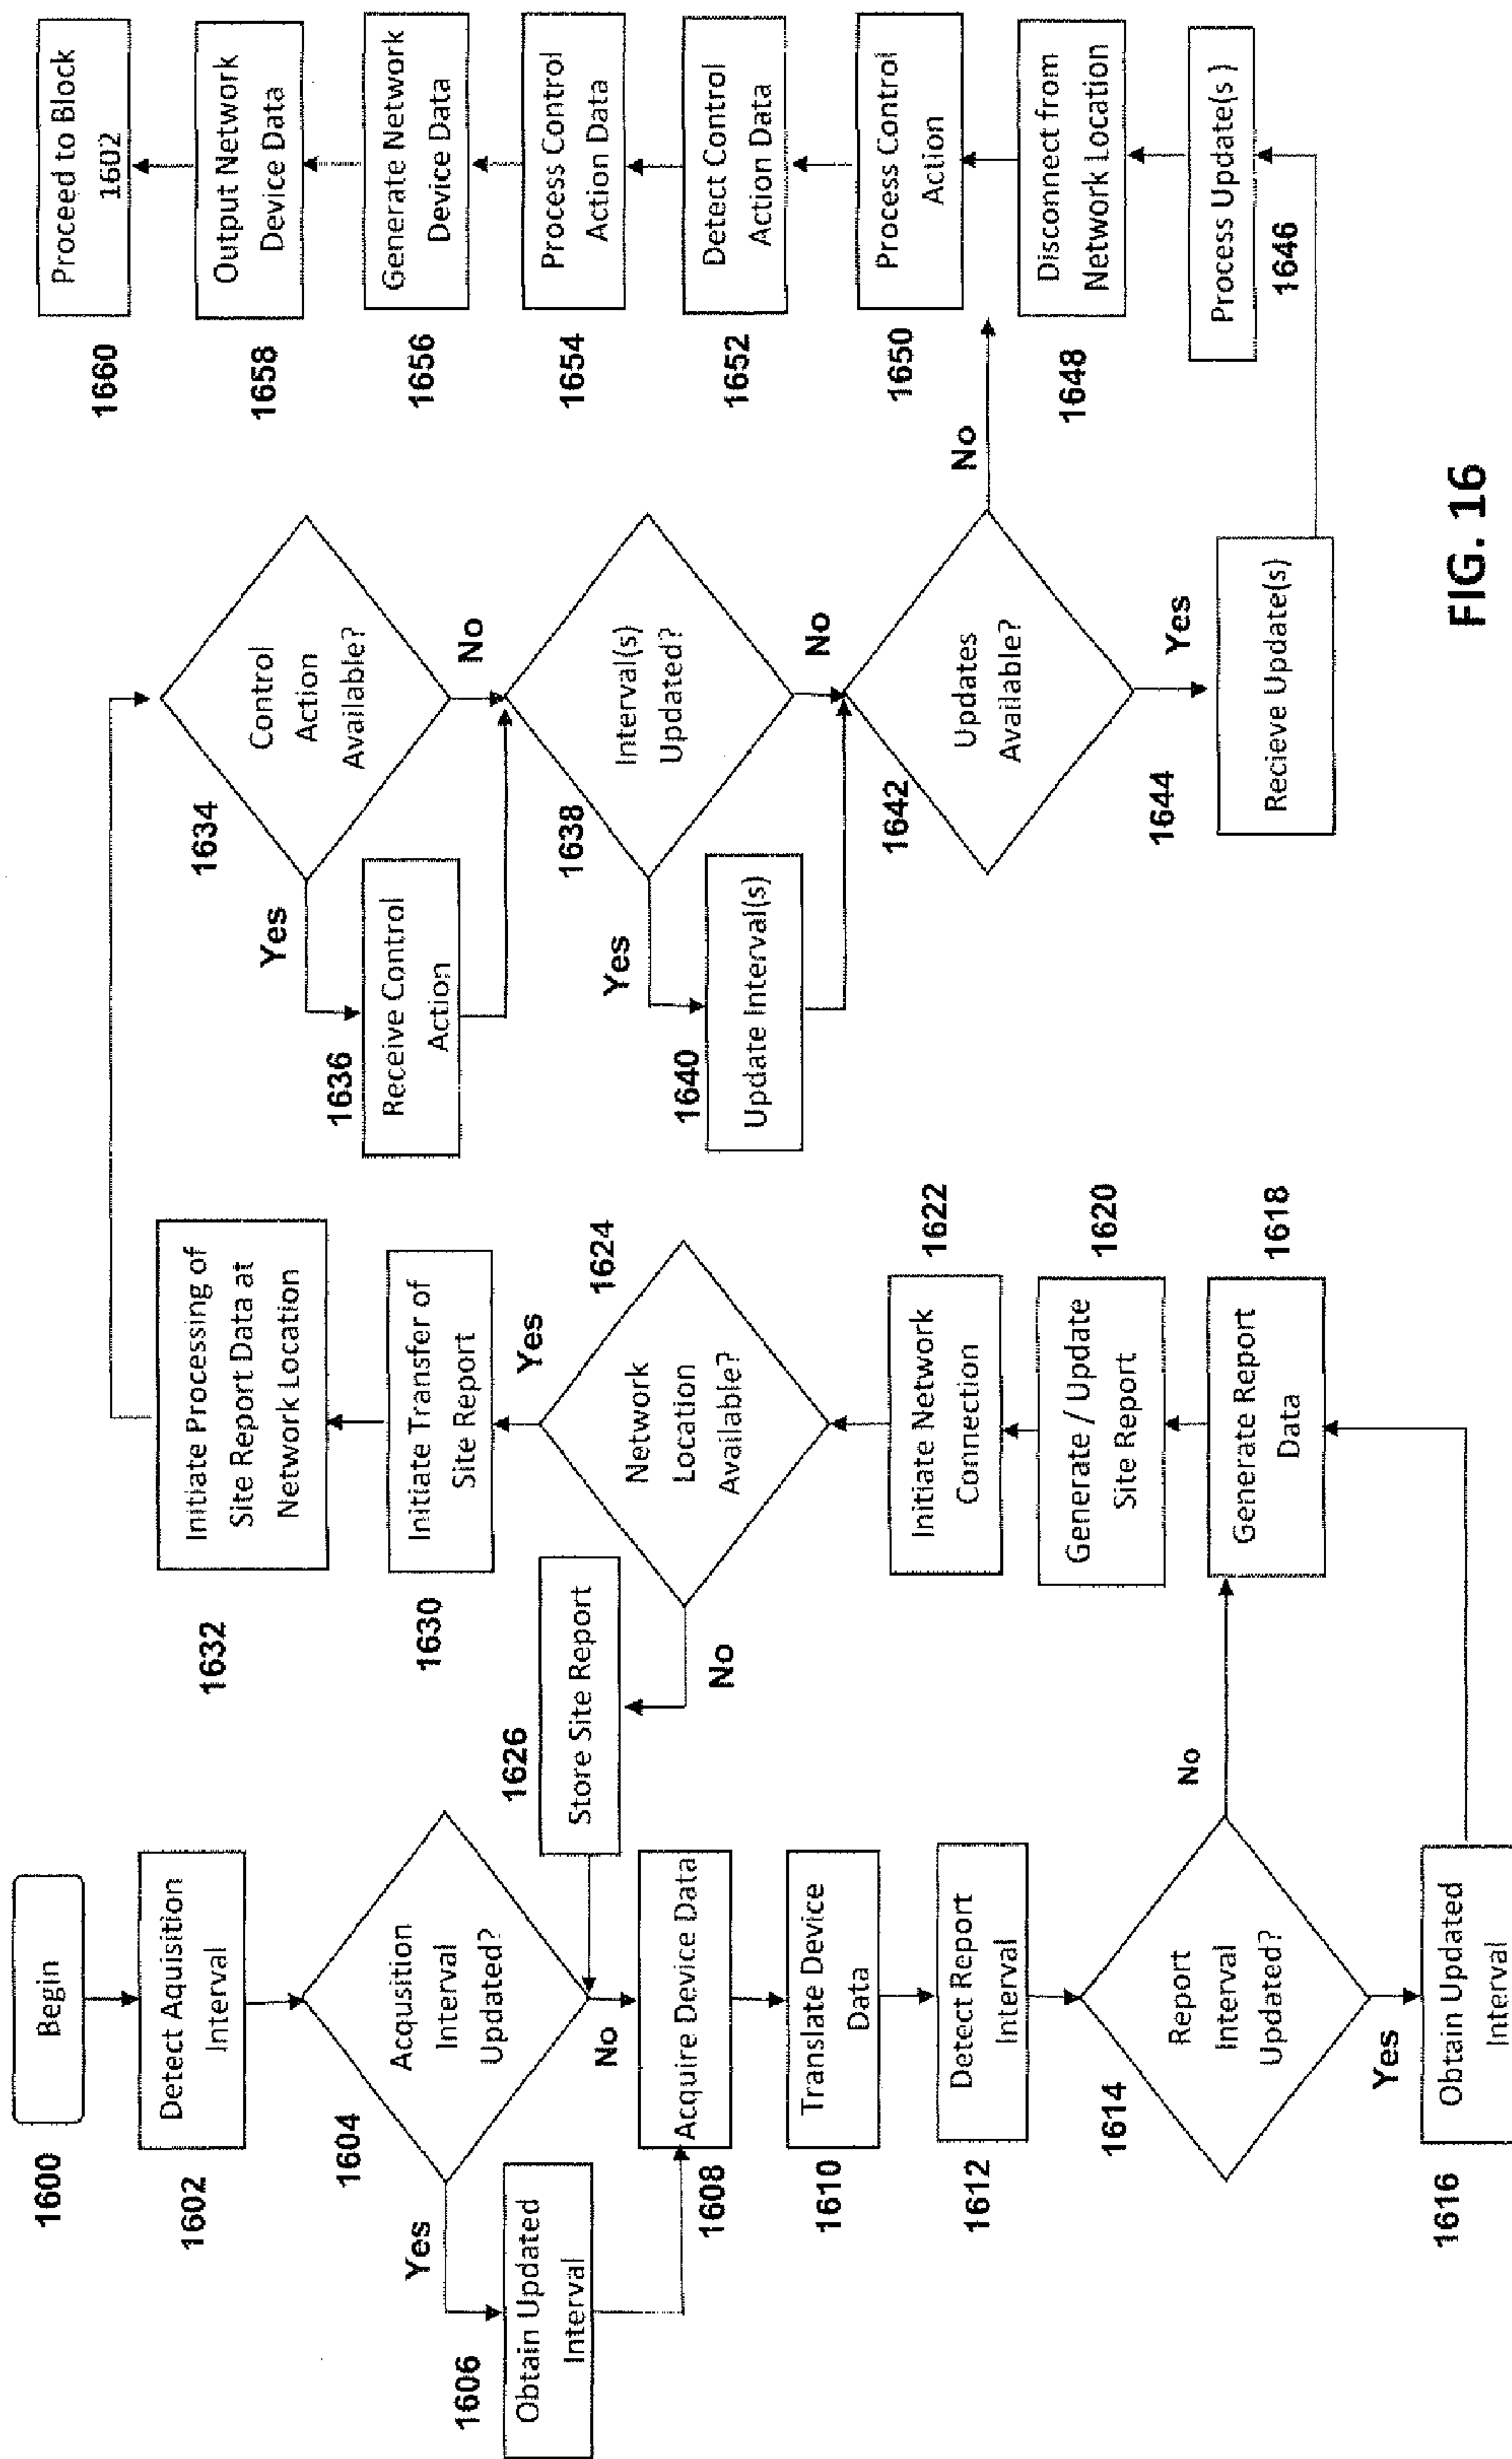 1600
Begin
1602
Detect Aquisition
Interval
1604
Acquisition
Interval
Updated?
Yes
No
1606
Obtain Updated
Interval
1608
Acquire Device Data
1610
Translate Device
Data
1612
Detect Report
Interval
1614
Report
Interval
Updated?
No
Yes
1616
Obtain Updated
Interval
1618
Generate Report
Data
1620
Generate / Update
Site Report
1622
Initiate Network
Connection
1624
Network
Location
Available?
Yes
No
1626
Store Site Report
1630
Initiate Transfer of
Site Report
1632
Initiate Processing of
Site Report Data at
Network Location
1634
Control
Action
Available?
Yes
No
1636
Receive Control
Action
1638
Interval(s)
Updated?
Yes
No
1640
Update Interval(s)
1642
Updates
Available?
No
Yes
1644
Recieve Update(s)
1646
Process Update(s )
1648
Disconnect from
Network Location
1650
Process Control
Action
1652
Detect Control
Action Data
1654
Process Control
Action Data
1656
Generate Network
Device Data
1658
Output Network
Device Data
1660
Proceed to Block
1602
FIG. 16